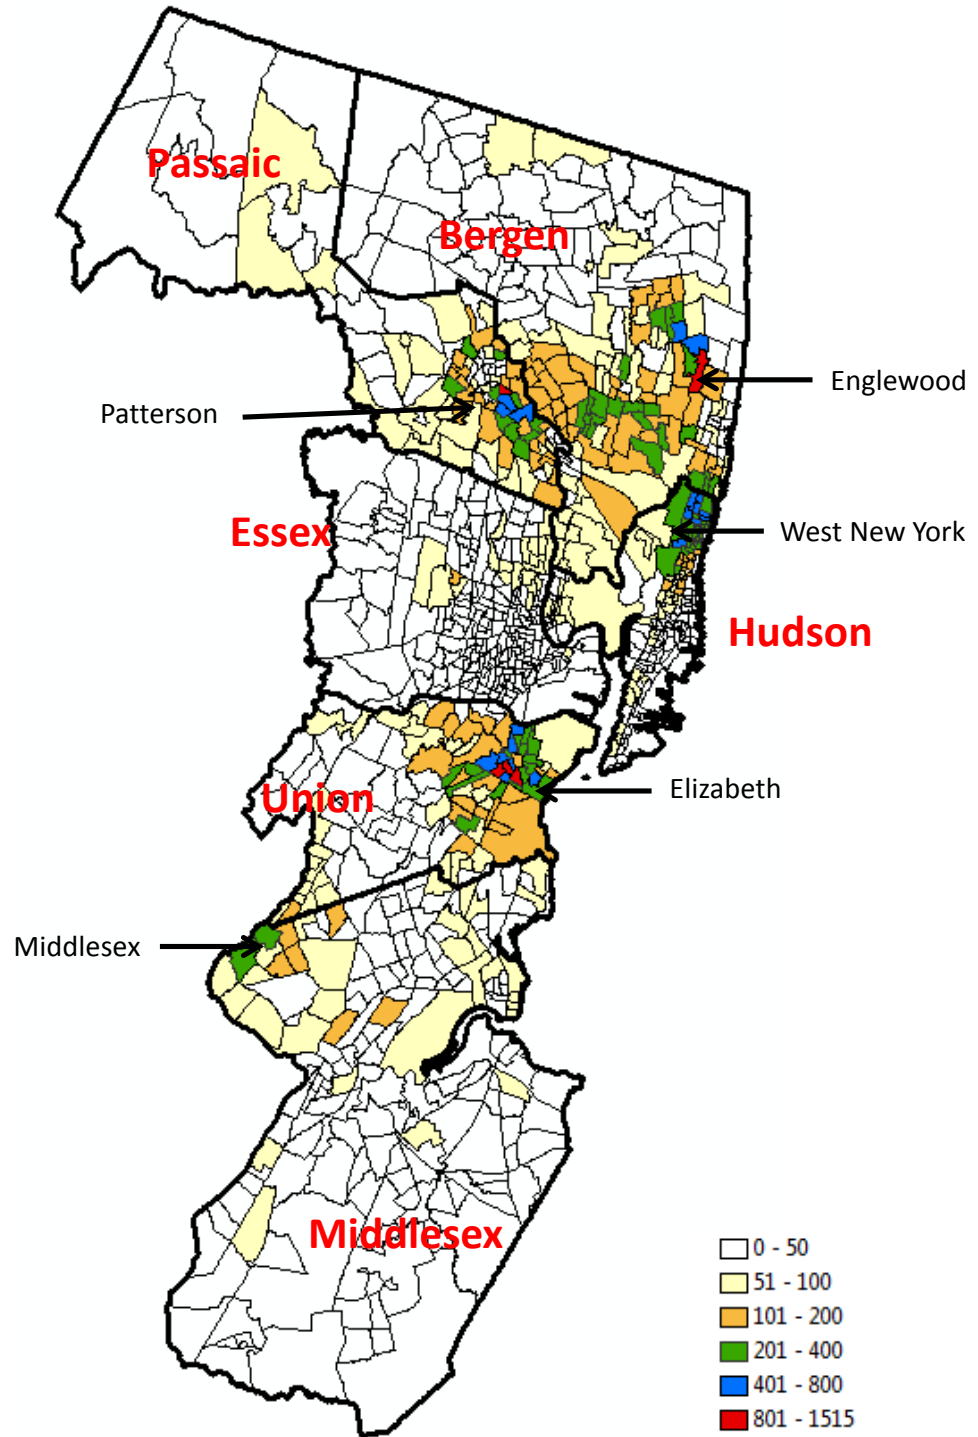 Passaic
Bergen
Englewood
Patterson
Essex
West New York
Hudson
Elizabeth
Union
Middlesex
Middlesex
0 - 50
51 - 100
101 - 200
201 - 400
401 - 800
801 - 1515